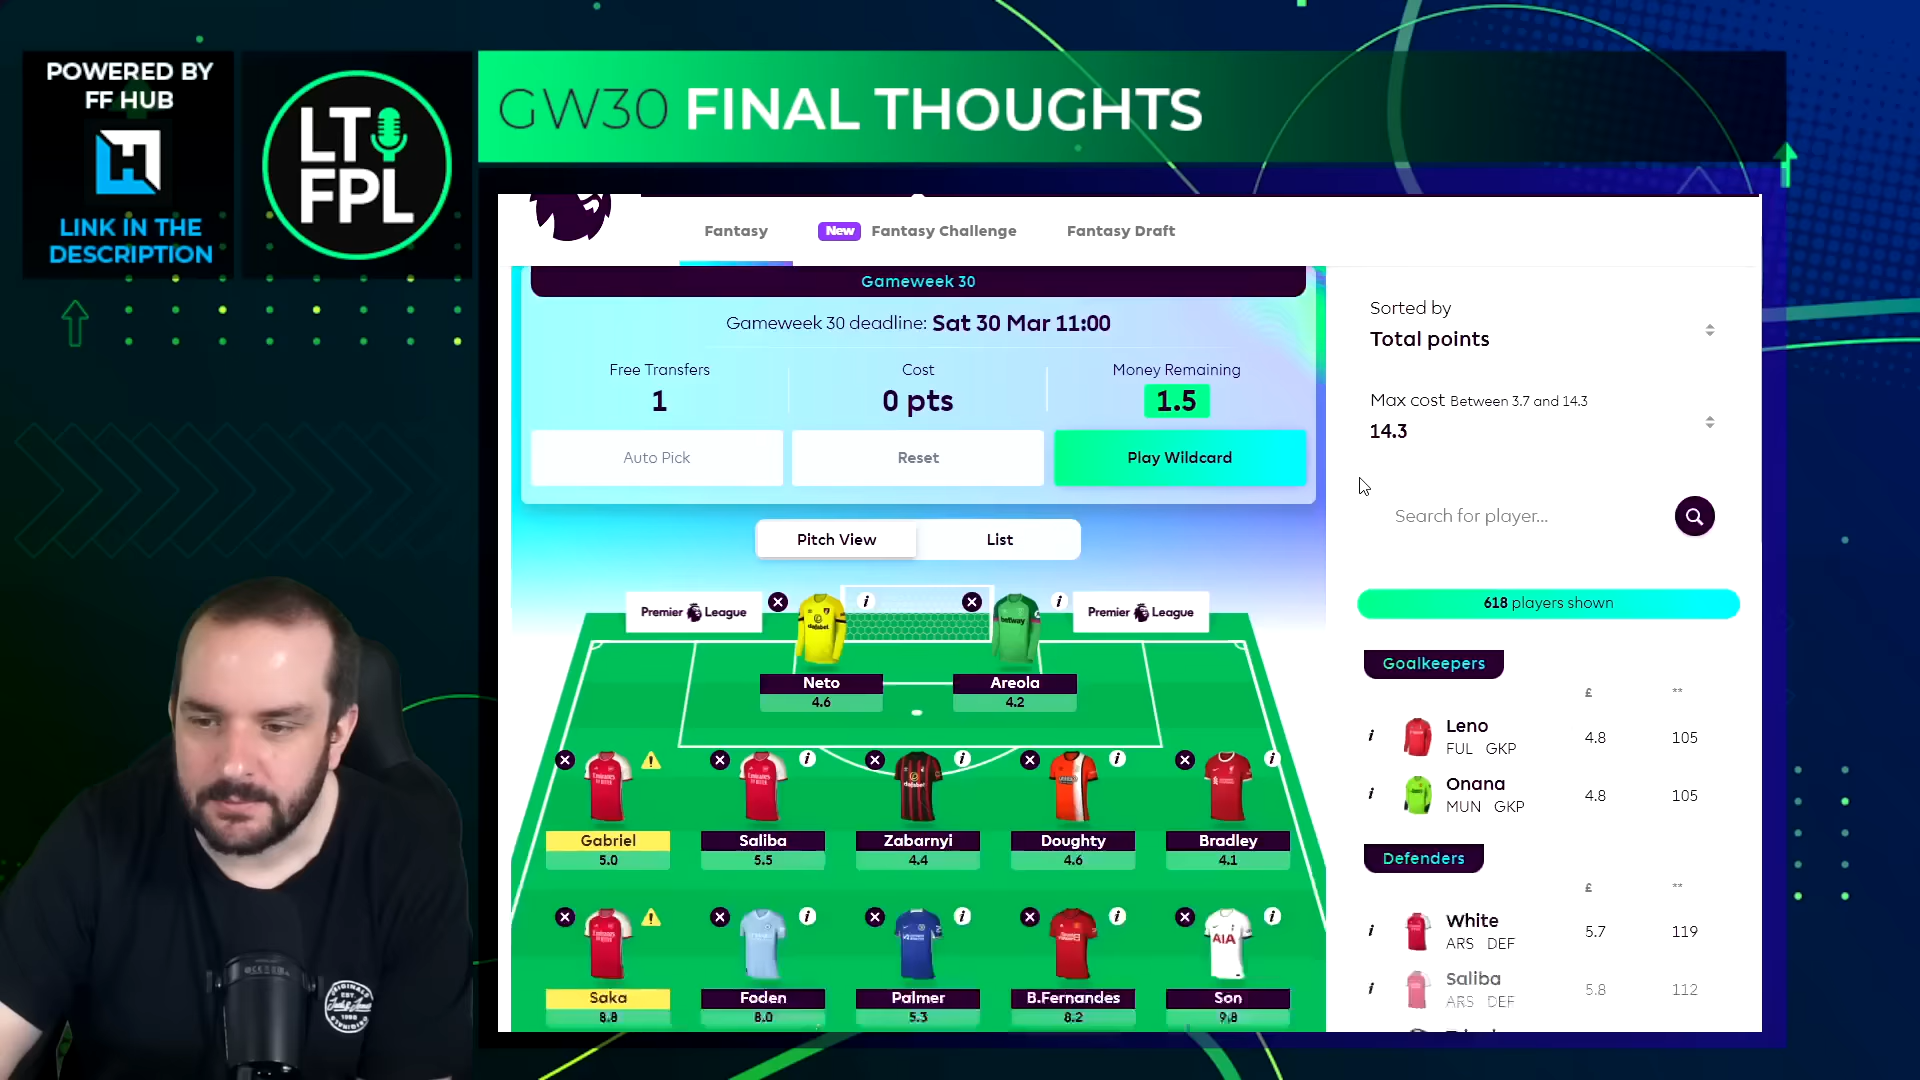 POWERED BY
FF HUB
LINK IN THE
DESCRIPTION
LT
FPL
GW30 FINAL THOUGHTS
Fantasy
New Fantasy Challenge
Fantasy Draft
Gameweek 30
Gameweek 30 deadline: Sat 30 Mar 11:00
Free Transfers
1
Cost
0 pts
Money Remaining
1.5
Auto Pick
Reset
Play Wildcard
Pitch View
List
Premier League
Premier League
Neto
4.6
Areola
4.2
Gabriel
5.0
Saliba
5.5
Zabarnyi
4.4
Doughty
4.6
Bradley
4.1
AIA
Saka
8.8
Foden
8.0
Palmer
5.3
B.Fernandes
8.2
Son
9.8
Sorted by
Total points
Max cost Between 3.7 and 14.3
14.3
Search for player...
618 players shown
Goalkeepers
£ **
Leno
FUL GKP
4.8 105
Onana
MUN GKP
4.8 105
Defenders
£ **
White
ARS DEF
5.7 119
Saliba
ARS DEF
5.8 112